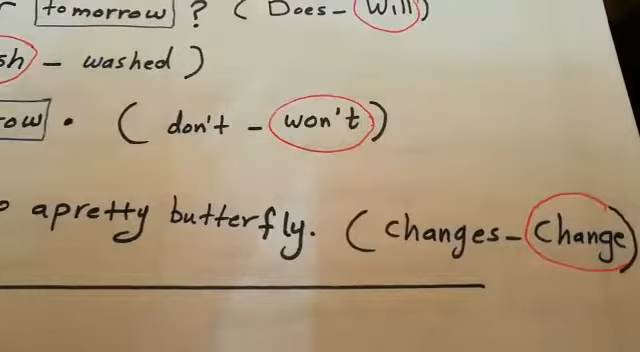 tomorrow ? ( Does - Will )
sh - washed )
row . ( don't - won't )
apretty butterfly. ( changes - Change )